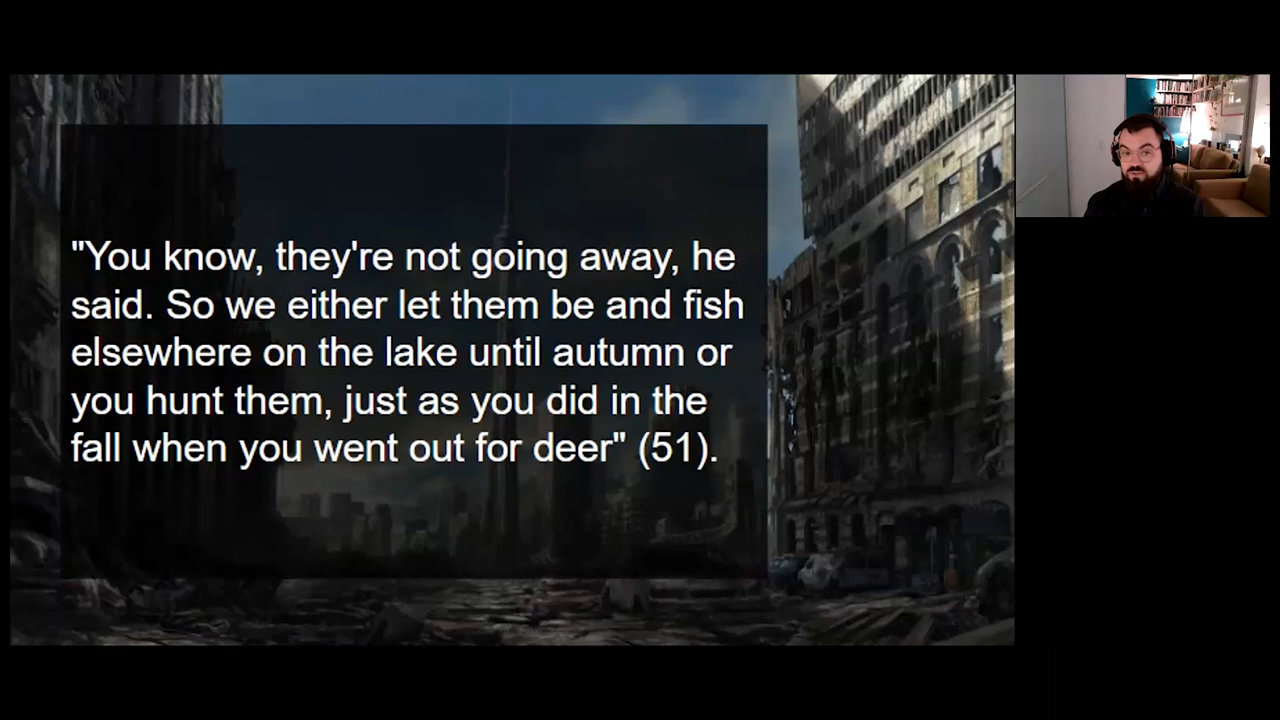 "You know, they're not going away, he
said. So we either let them be and fish
elsewhere on the lake until autumn or
you hunt them, just as you did in the
fall when you went out for deer" (51).